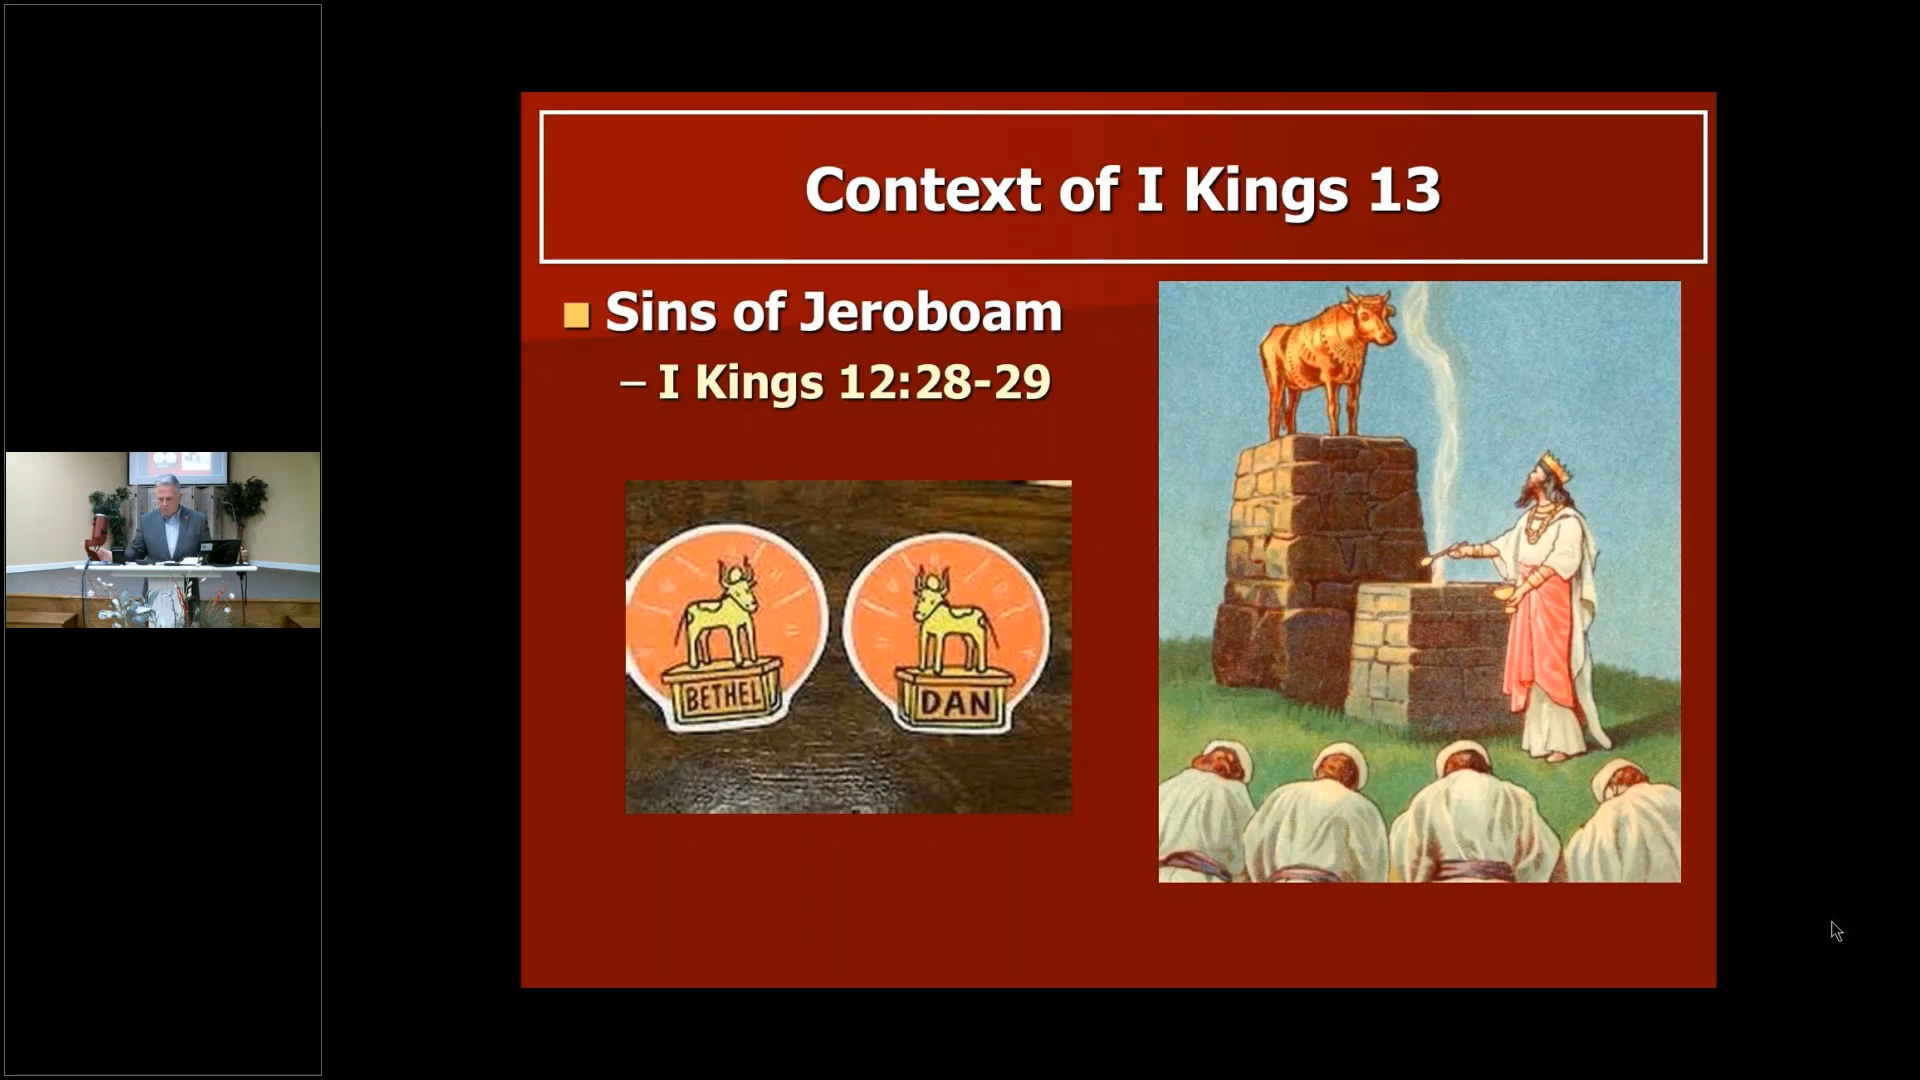 Context of I Kings 13
■ Sins of Jeroboam
– I Kings 12:28-29
BETHEL
DAN